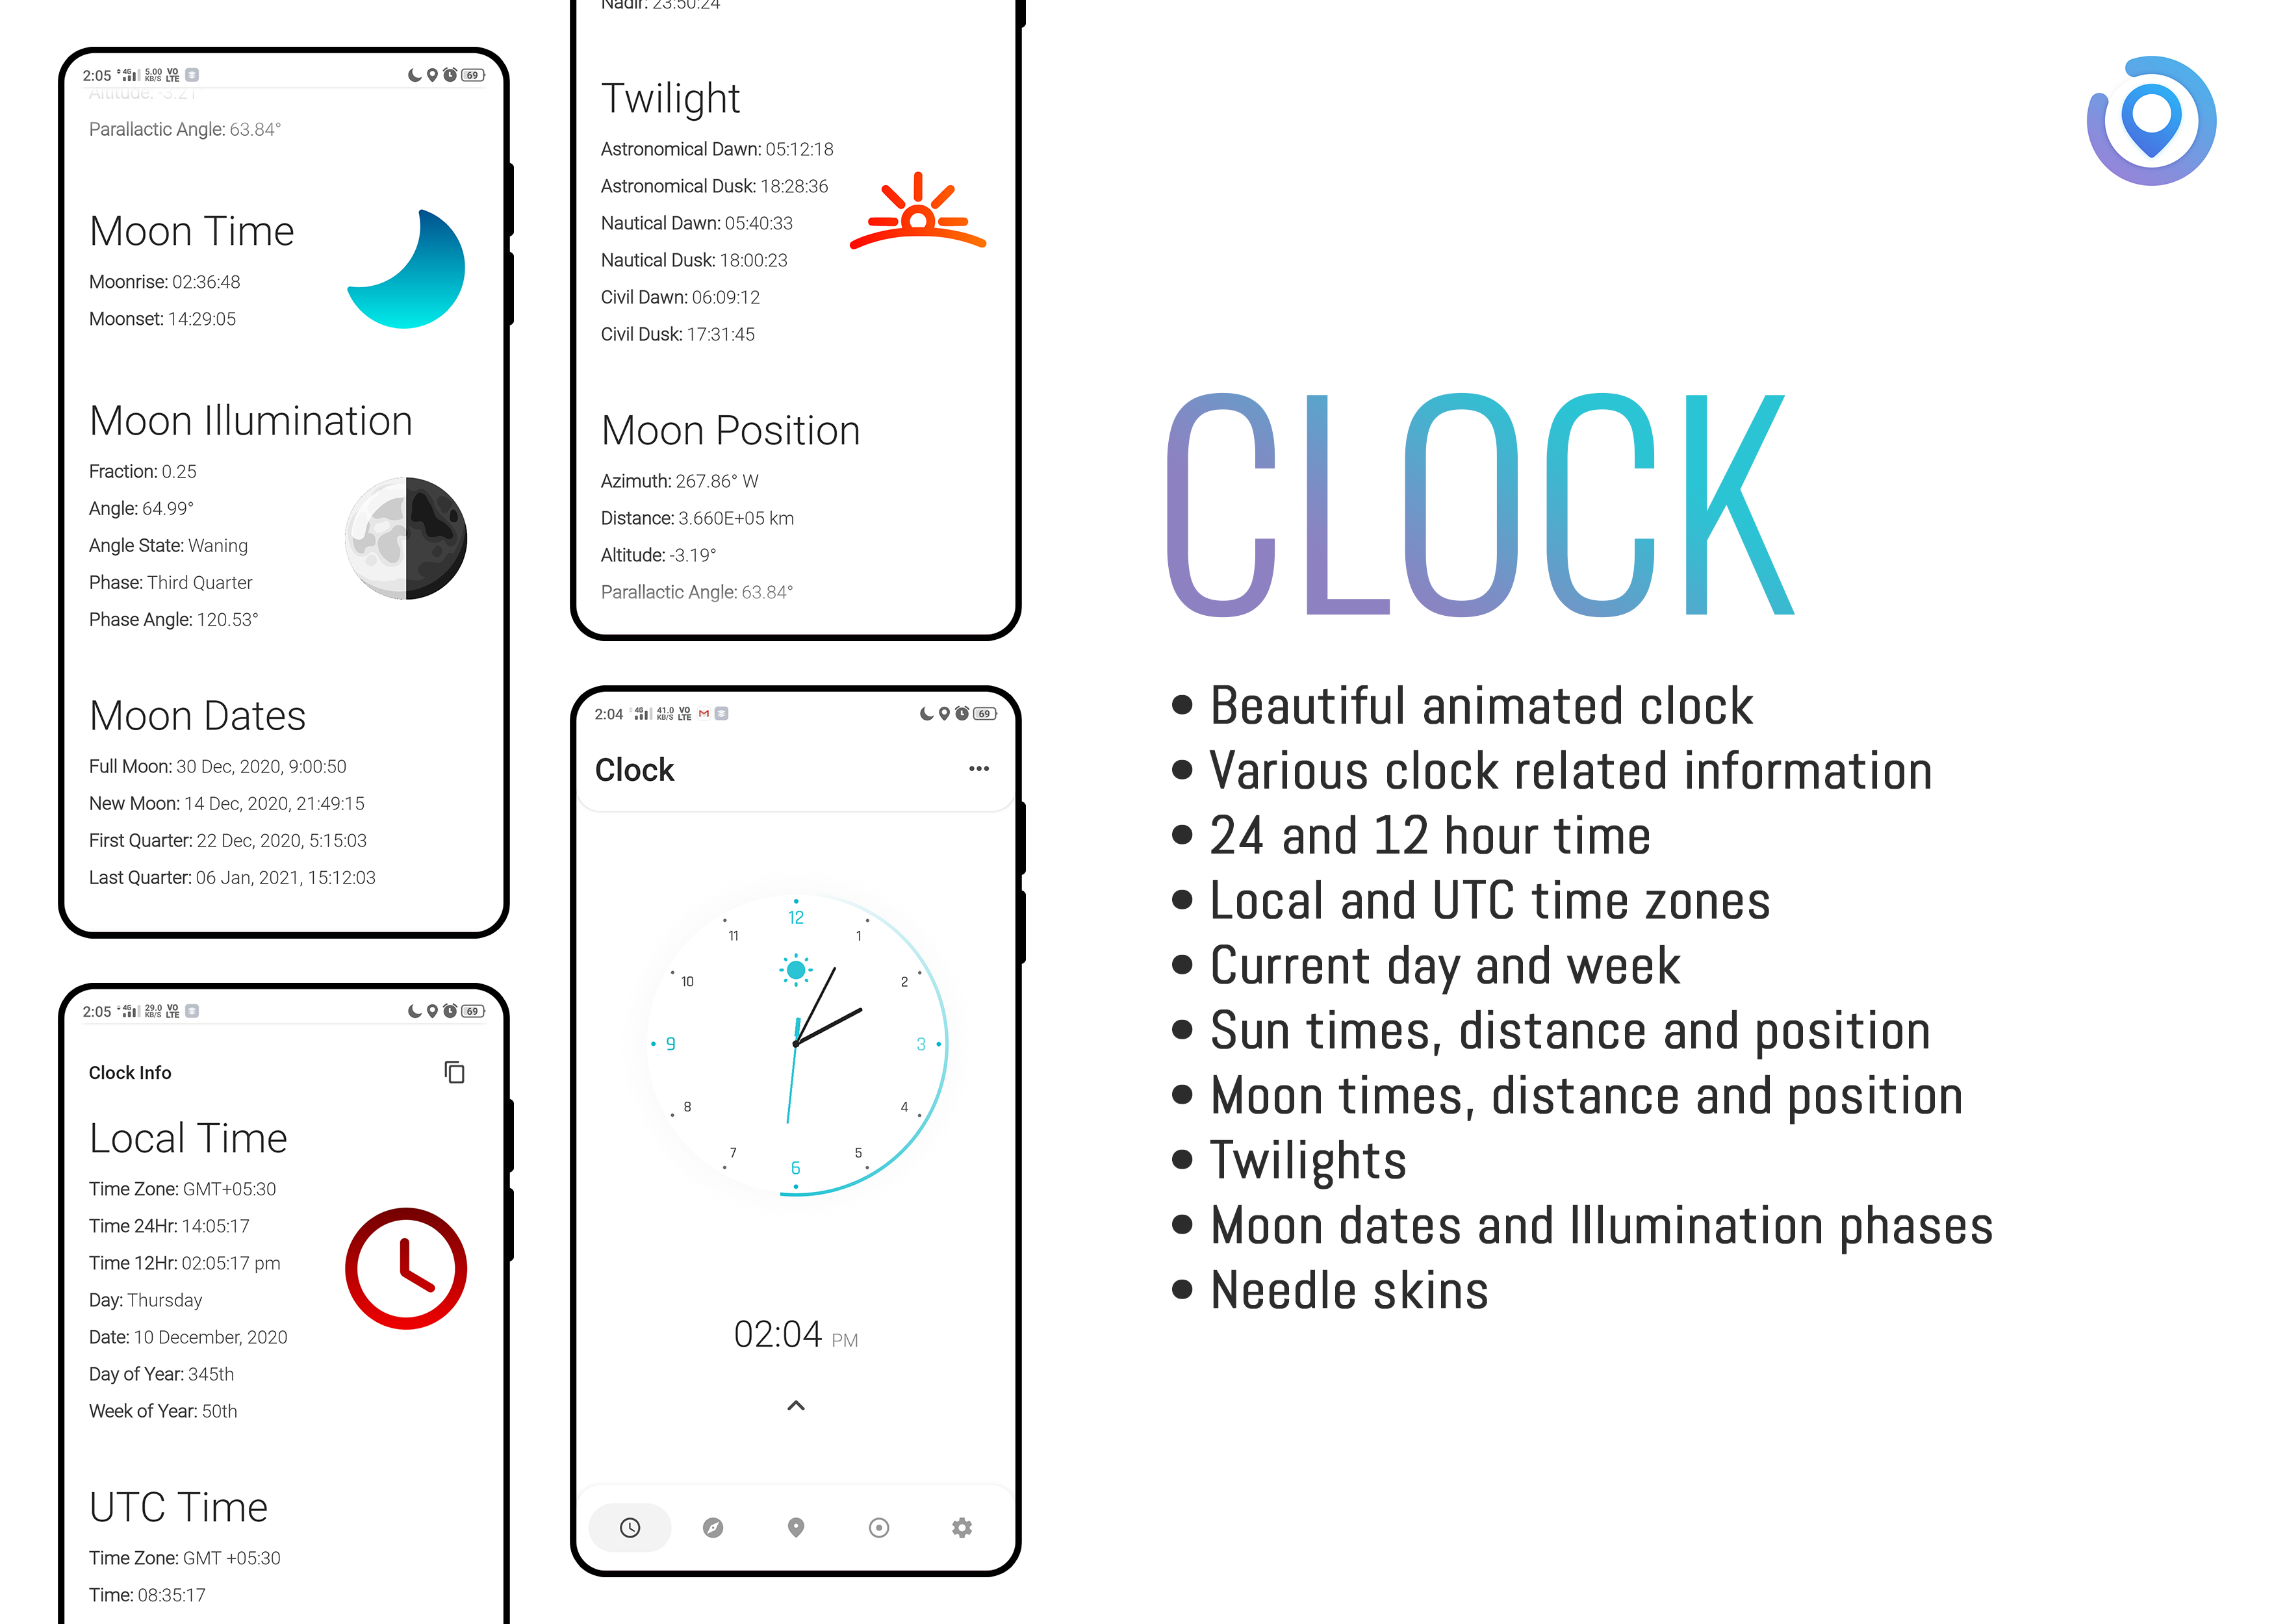 2:05 4G 5.00 KB/S VO LTE 69
Altitude: -3.21°
Parallactic Angle: 63.84°
Moon Time
Moonrise: 02:36:48
Moonset: 14:29:05
Moon Illumination
Fraction: 0.25
Angle: 64.99°
Angle State: Waning
Phase: Third Quarter
Phase Angle: 120.53°
Moon Dates
Full Moon: 30 Dec, 2020, 9:00:50
New Moon: 14 Dec, 2020, 21:49:15
First Quarter: 22 Dec, 2020, 5:15:03
Last Quarter: 06 Jan, 2021, 15:12:03
2:05 4G 29.0 KB/S VO LTE 69
Clock Info
Local Time
Time Zone: GMT+05:30
Time 24Hr: 14:05:17
Time 12Hr: 02:05:17 pm
Day: Thursday
Date: 10 December, 2020
Day of Year: 345th
Week of Year: 50th
UTC Time
Time Zone: GMT +05:30
Time: 08:35:17
Nadir: 23:50:24
Twilight
Astronomical Dawn: 05:12:18
Astronomical Dusk: 18:28:36
Nautical Dawn: 05:40:33
Nautical Dusk: 18:00:23
Civil Dawn: 06:09:12
Civil Dusk: 17:31:45
Moon Position
Azimuth: 267.86° W
Distance: 3.660E+05 km
Altitude: -3.19°
Parallactic Angle: 63.84°
2:04 4G 41.0 KB/S VO LTE M 69
Clock
12
1
2
3
4
5
6
7
8
9
10
11
02:04 PM
CLOCK
• Beautiful animated clock
• Various clock related information
• 24 and 12 hour time
• Local and UTC time zones
• Current day and week
• Sun times, distance and position
• Moon times, distance and position
• Twilights
• Moon dates and Illumination phases
• Needle skins